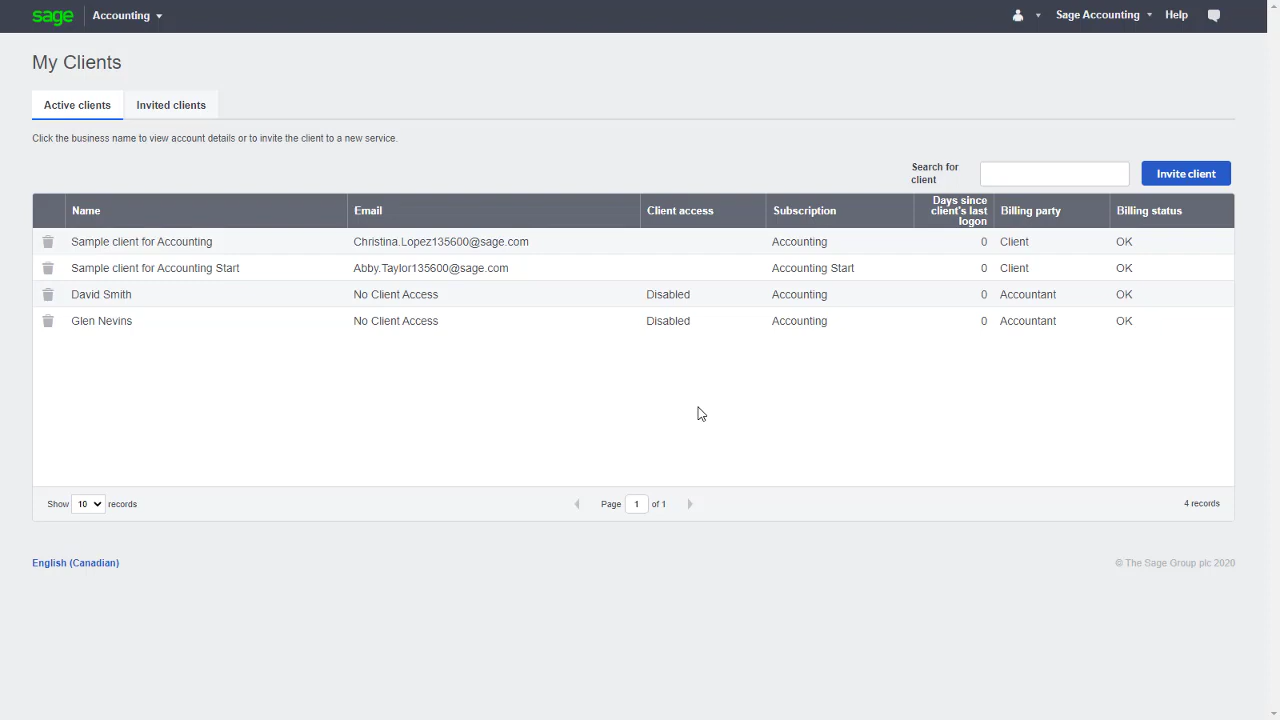 sage Accounting Sage Accounting Help
My Clients
Active clients Invited clients
Click the business name to view account details or to invite the client to a new service.
Search for
client
Invite client
Name Email Client access Subscription Days since client's last logon Billing party Billing status
Sample client for Accounting Christina.Lopez135600@sage.com Accounting 0 Client OK
Sample client for Accounting Start Abby.Taylor135600@sage.com Accounting Start 0 Client OK
David Smith No Client Access Disabled Accounting 0 Accountant OK
Glen Nevins No Client Access Disabled Accounting 0 Accountant OK
Show 10 records Page 1 of 1 4 records
English (Canadian) © The Sage Group plc 2020